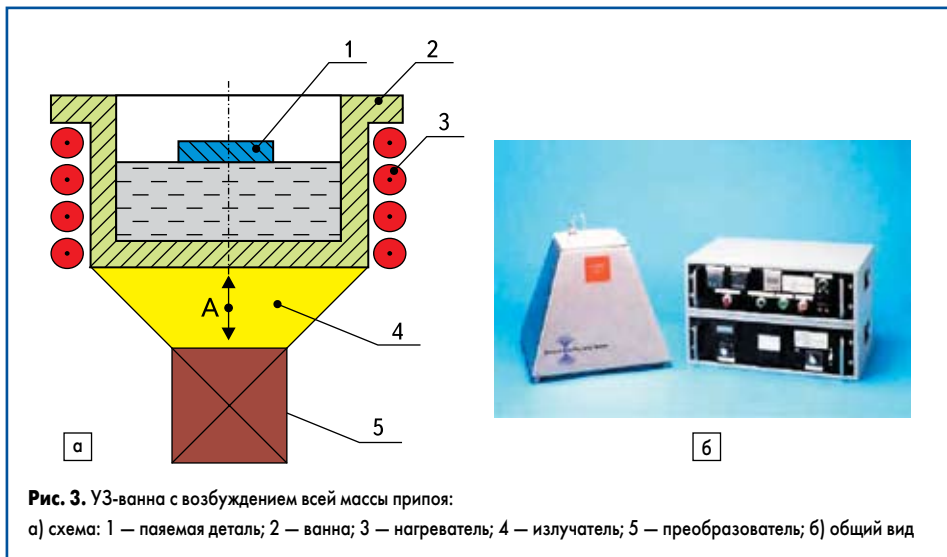 1
2
3
A
4
5
а
б
Рис. 3. УЗ-ванна с возбуждением всей массы припоя:
а) схема: 1 — паяемая деталь; 2 — ванна; 3 — нагреватель; 4 — излучатель; 5 — преобразователь; б) общий вид